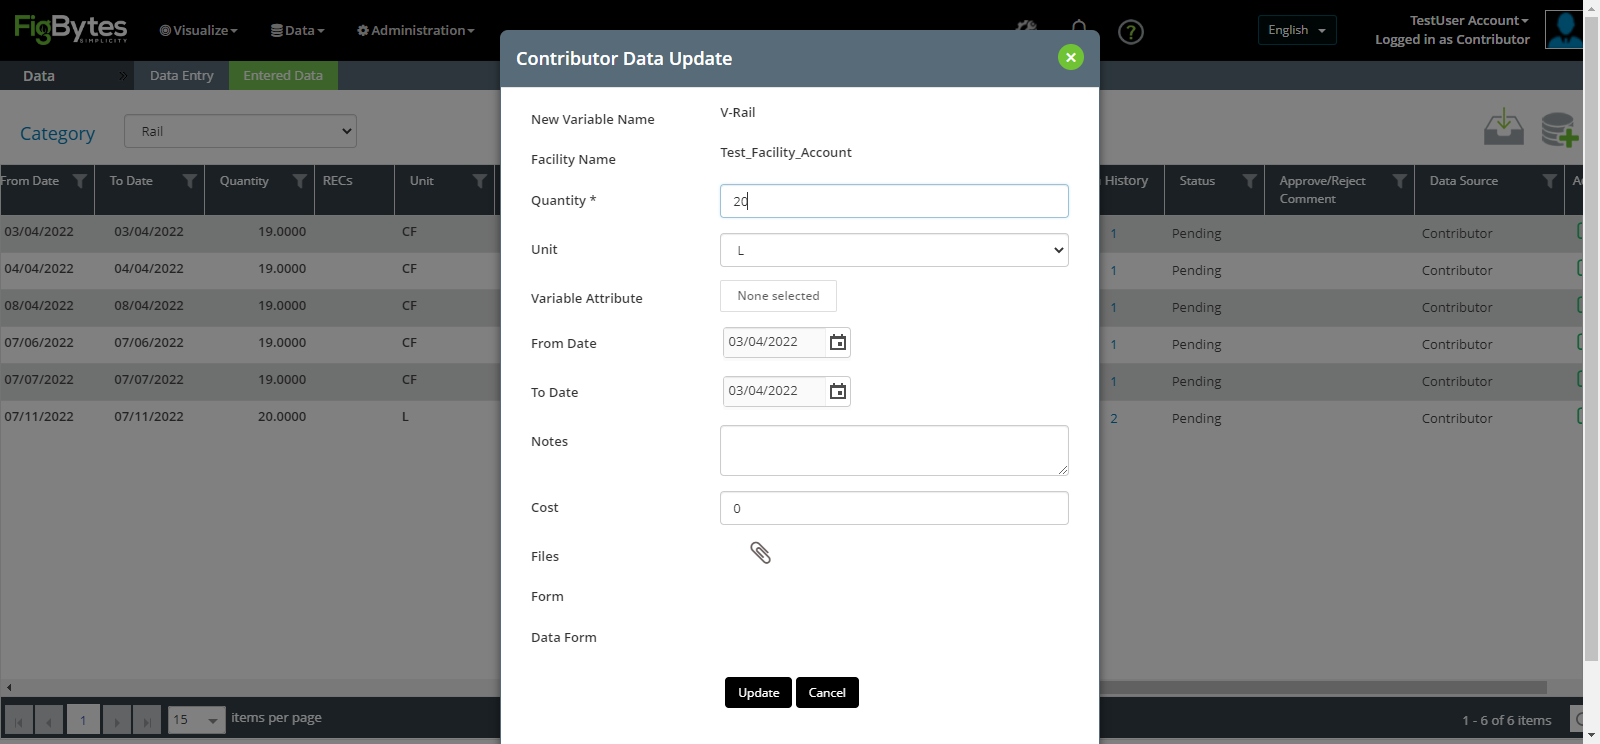 FigBytes
SIMPLICITY
Visualize
Data
Administration
?
English
TestUser Account
Logged in as Contributor
Data
»
Data Entry
Entered Data
Category
Rail
From Date
To Date
Quantity
RECs
Unit
History
Status
Approve/Reject
Comment
Data Source
03/04/2022 03/04/2022 19.0000 CF 1 Pending Contributor
04/04/2022 04/04/2022 19.0000 CF 1 Pending Contributor
08/04/2022 08/04/2022 19.0000 CF 1 Pending Contributor
07/06/2022 07/06/2022 19.0000 CF 1 Pending Contributor
07/07/2022 07/07/2022 19.0000 CF 1 Pending Contributor
07/11/2022 07/11/2022 20.0000 L 2 Pending Contributor
1
15
items per page
1 - 6 of 6 items
Contributor Data Update
New Variable Name V-Rail
Facility Name Test_Facility_Account
Quantity * 20
Unit L
Variable Attribute None selected
From Date 03/04/2022
To Date 03/04/2022
Notes
Cost 0
Files
Form
Data Form
Update Cancel